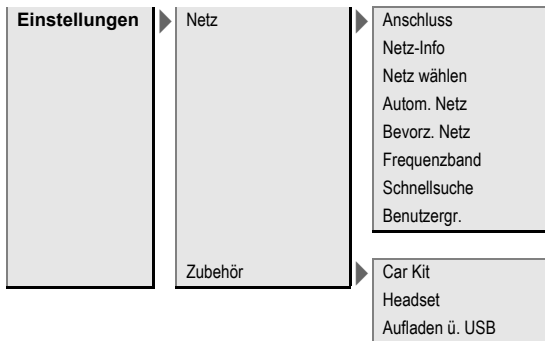 Einstellungen Netz Anschluss
Netz-Info
Netz wählen
Autom. Netz
Bevorz. Netz
Frequenzband
Schnellsuche
Benutzergr.
Zubehör Car Kit
Headset
Aufladen ü. USB